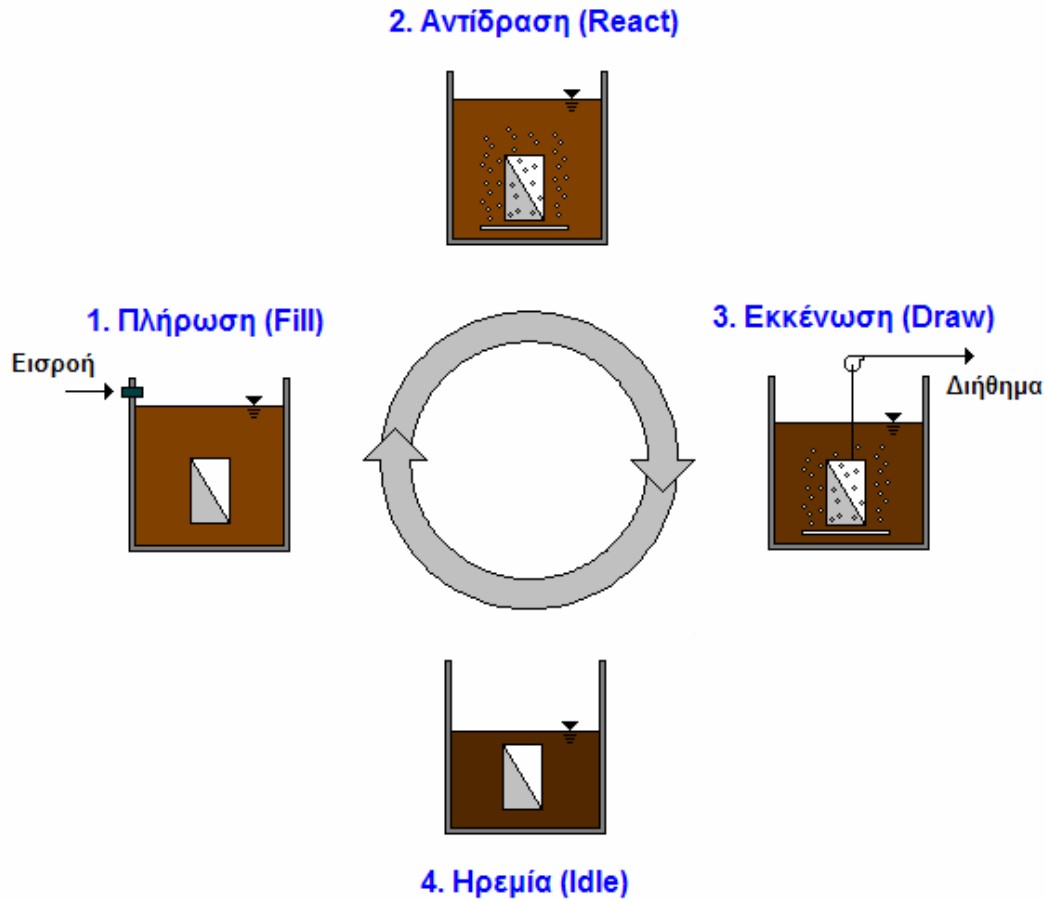 2. Αντίδραση (React)
1. Πλήρωση (Fill)
3. Εκκένωση (Draw)
Εισροή
Διήθημα
4. Ηρεμία (Idle)